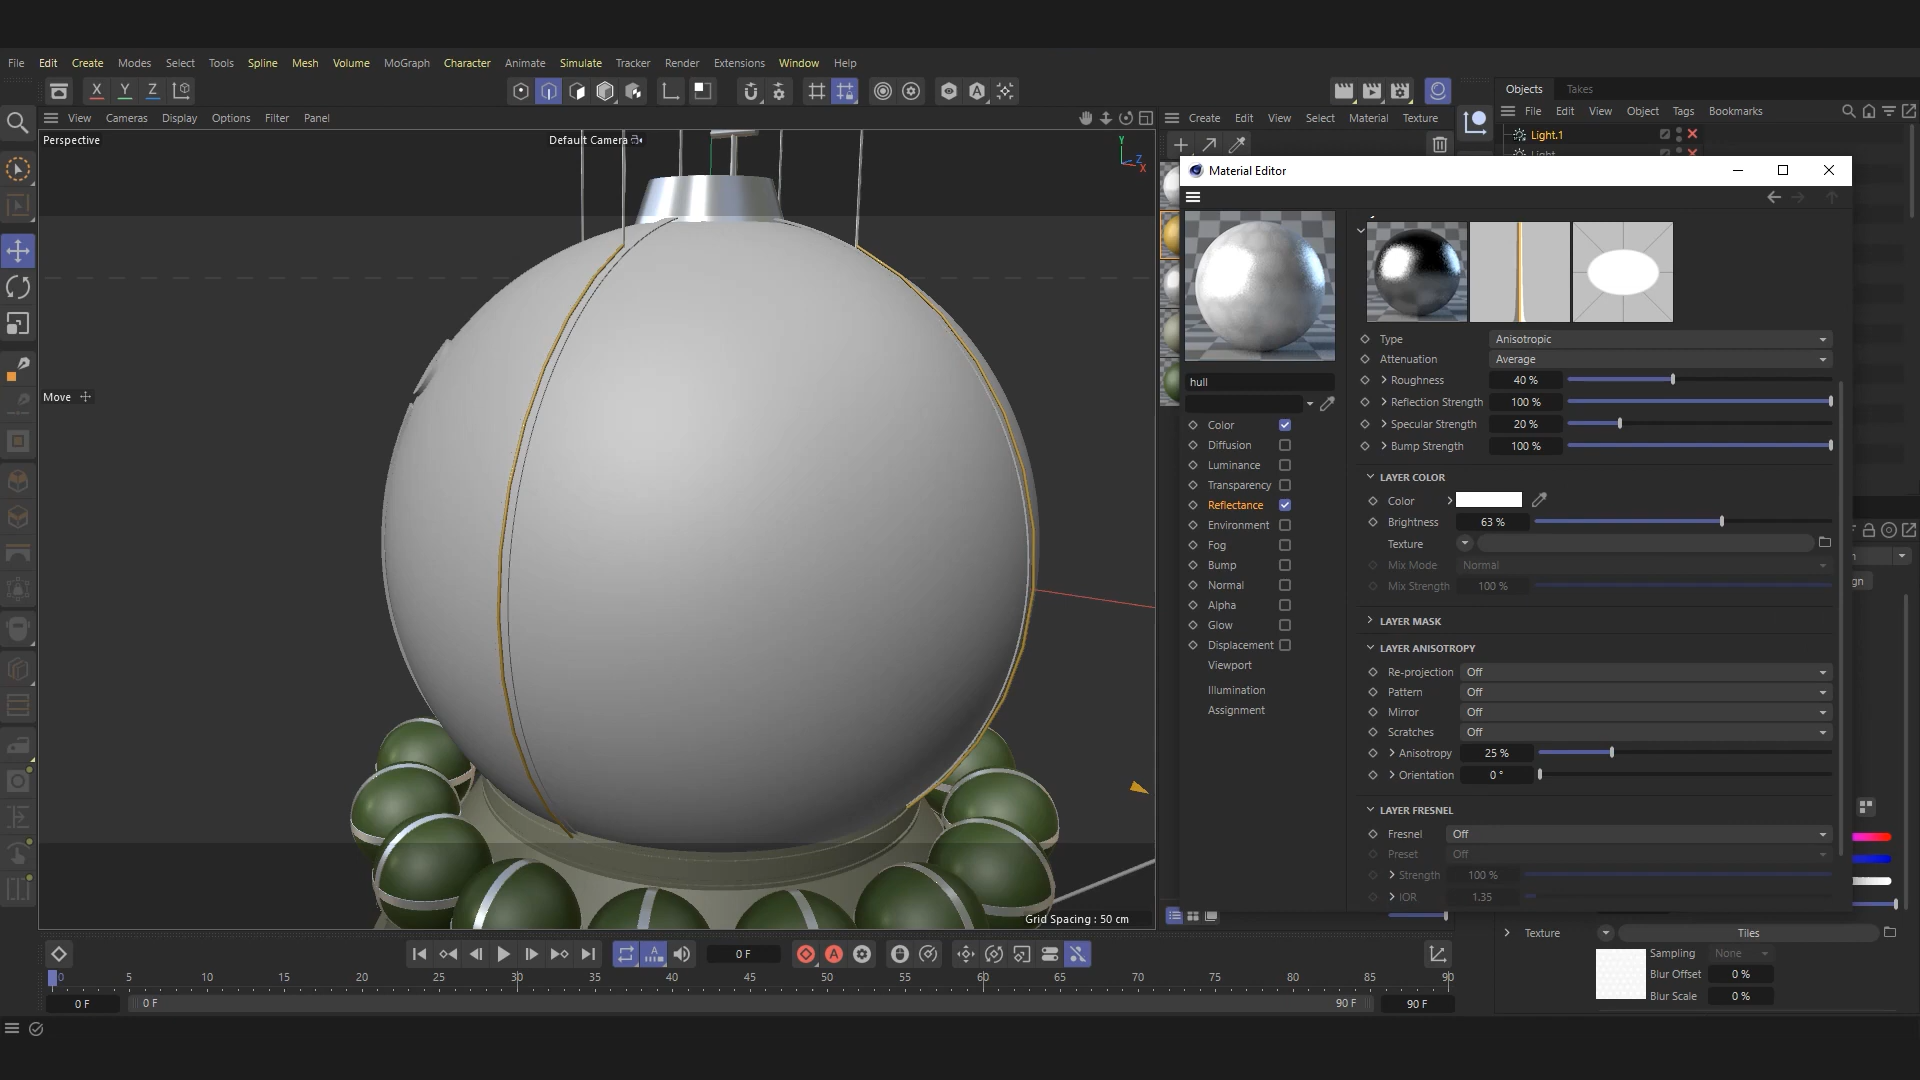 File Edit Create Modes Select Tools Spline Mesh Volume MoGraph Character Animate Simulate Tracker Render Extensions Window Help
Objects Takes
X Y Z
File Edit View Object Tags Bookmarks
View Cameras Display Options Filter Panel
Create Edit View Select Material Texture
Light.1
Light
Perspective
Default Camera
Y
Z
X
Move
Grid Spacing : 50 cm
Material Editor
hull
Color
Diffusion
Luminance
Transparency
Reflectance
Environment
Fog
Bump
Normal
Alpha
Glow
Displacement
Viewport
Illumination
Assignment
Type Anisotropic
Attenuation Average
Roughness 40 %
Reflection Strength 100 %
Specular Strength 20 %
Bump Strength 100 %
LAYER COLOR
Color
Brightness 63 %
Texture
Mix Mode Normal
Mix Strength 100 %
LAYER MASK
LAYER ANISOTROPY
Re-projection Off
Pattern Off
Mirror Off
Scratches Off
Anisotropy 25 %
Orientation 0 °
LAYER FRESNEL
Fresnel Off
Preset Off
Strength 100 %
IOR 1.35
Texture Tiles
Sampling None
Blur Offset 0 %
Blur Scale 0 %
0 F
0 5 10 15 20 25 30 35 40 45 50 55 60 65 70 75 80 85 90
0 F 0 F 90 F 90 F